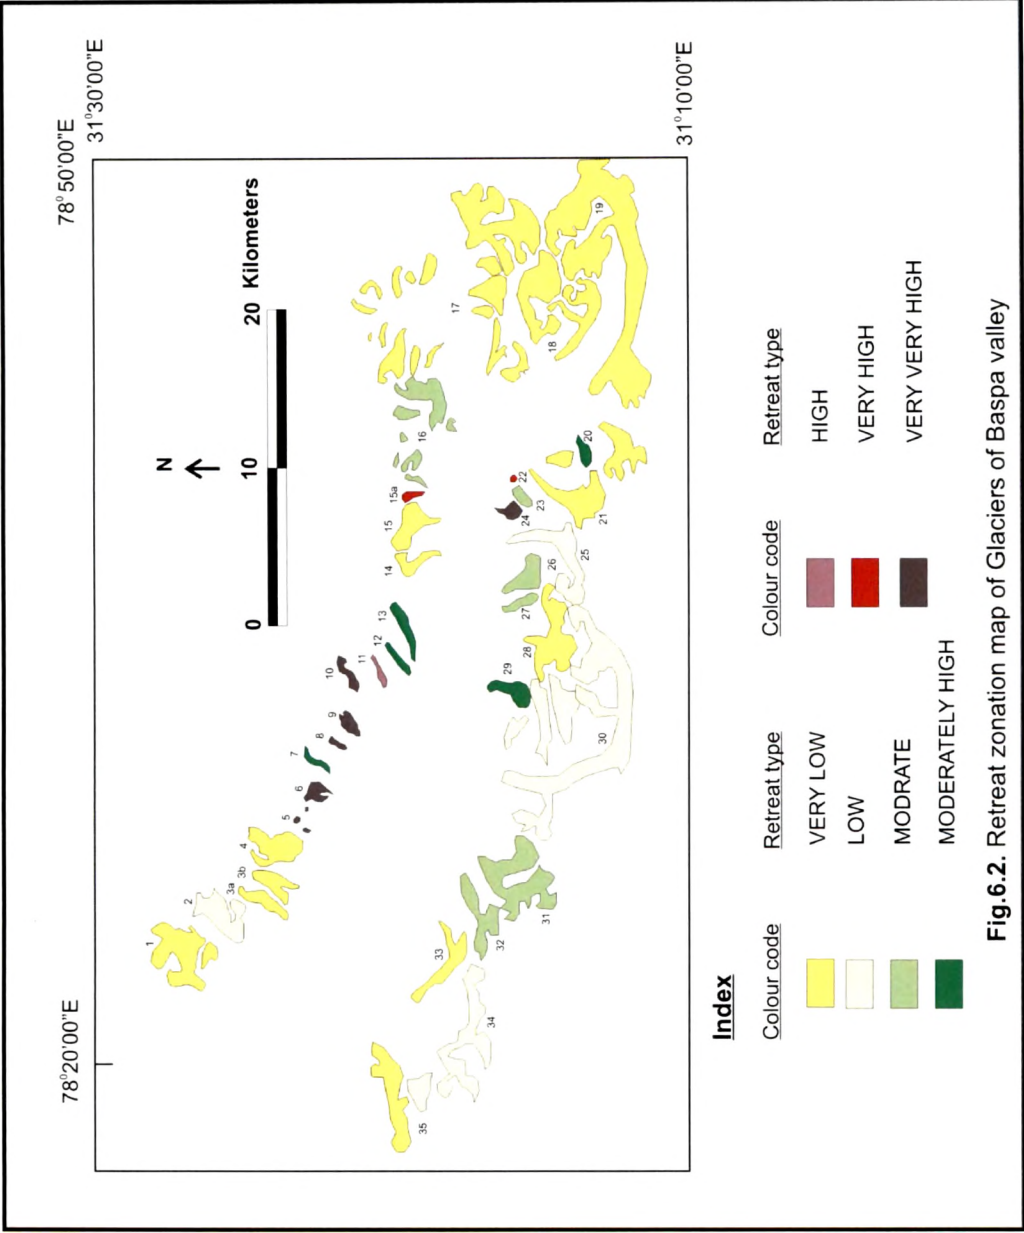 78°20'00"E
78°50'00"E
31°30'00"E
31°10'00"E
N
0 10 20 Kilometers
1
2
3a
3b
4
5
6
7
8
9
10
11
12
13
14
15
15a
16
17
18
19
20
21
22
23
24
25
26
27
28
29
30
31
32
33
34
35
Index
Colour code Retreat type Colour code Retreat type
VERY LOW HIGH
LOW VERY HIGH
MODRATE VERY VERY HIGH
MODERATELY HIGH
Fig.6.2. Retreat zonation map of Glaciers of Baspa valley